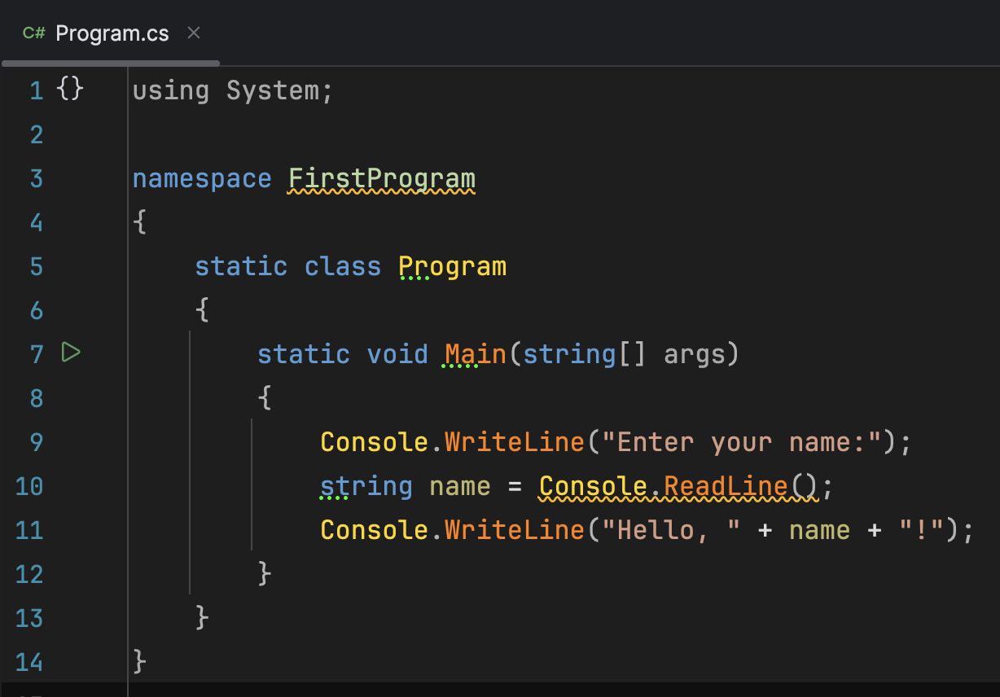 C# Program.cs ×
1 {} using System;
2
3 namespace FirstProgram
4 {
5     static class Program
6     {
7         static void Main(string[] args)
8         {
9             Console.WriteLine("Enter your name:");
10             string name = Console.ReadLine();
11             Console.WriteLine("Hello, " + name + "!");
12         }
13     }
14 }